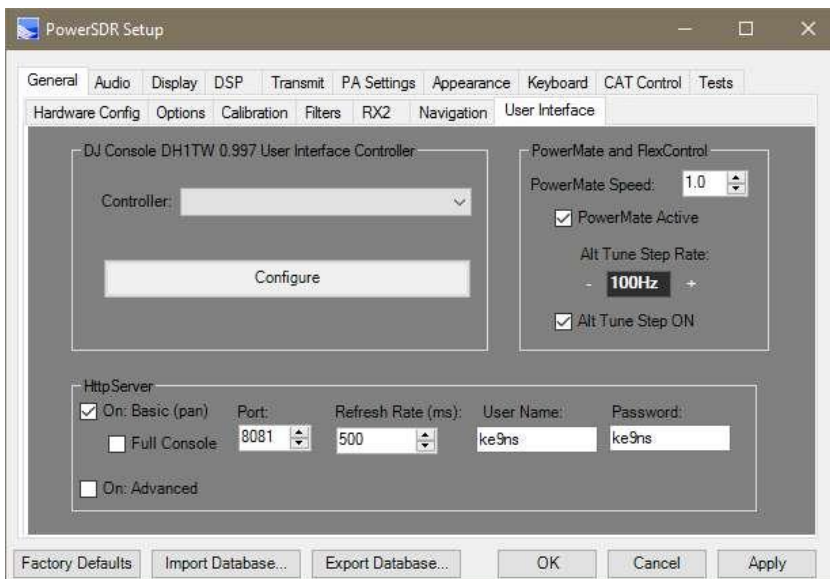 PowerSDR Setup
General Audio Display DSP Transmit PA Settings Appearance Keyboard CAT Control Tests
Hardware Config Options Calibration Filters RX2 Navigation User Interface
DJ Console DH1TW 0.997 User Interface Controller
Controller:
Configure
PowerMate and FlexControl
PowerMate Speed: 1.0
PowerMate Active
Alt Tune Step Rate:
- 100Hz +
Alt Tune Step ON
HttpServer
On: Basic (pan) Port: Refresh Rate (ms): User Name: Password:
Full Console 8081 500 ke9ns ke9ns
On: Advanced
Factory Defaults Import Database... Export Database... OK Cancel Apply